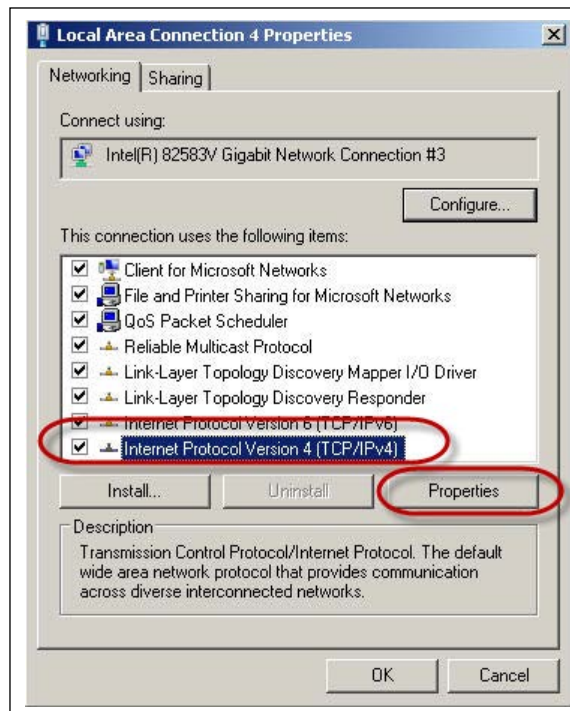 Local Area Connection 4 Properties
Networking
Sharing
Connect using:
Intel(R) 82583V Gigabit Network Connection #3
Configure...
This connection uses the following items:
Client for Microsoft Networks
File and Printer Sharing for Microsoft Networks
QoS Packet Scheduler
Reliable Multicast Protocol
Link-Layer Topology Discovery Mapper I/O Driver
Link-Layer Topology Discovery Responder
Internet Protocol Version 6 (TCP/IPv6)
Internet Protocol Version 4 (TCP/IPv4)
Install...
Uninstall
Properties
Description
Transmission Control Protocol/Internet Protocol. The default
wide area network protocol that provides communication
across diverse interconnected networks.
OK
Cancel